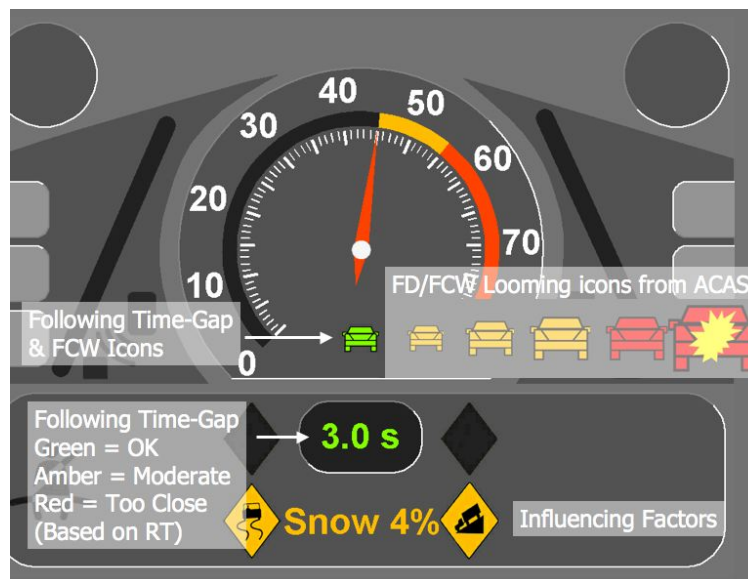 40
50
30
60
20
70
10
FD/FCW Looming icons from ACAS
Following Time-Gap
& FCW Icons
0
Following Time-Gap
Green = OK
Amber = Moderate
Red = Too Close
(Based on RT)
3.0 s
Snow 4%
Influencing Factors